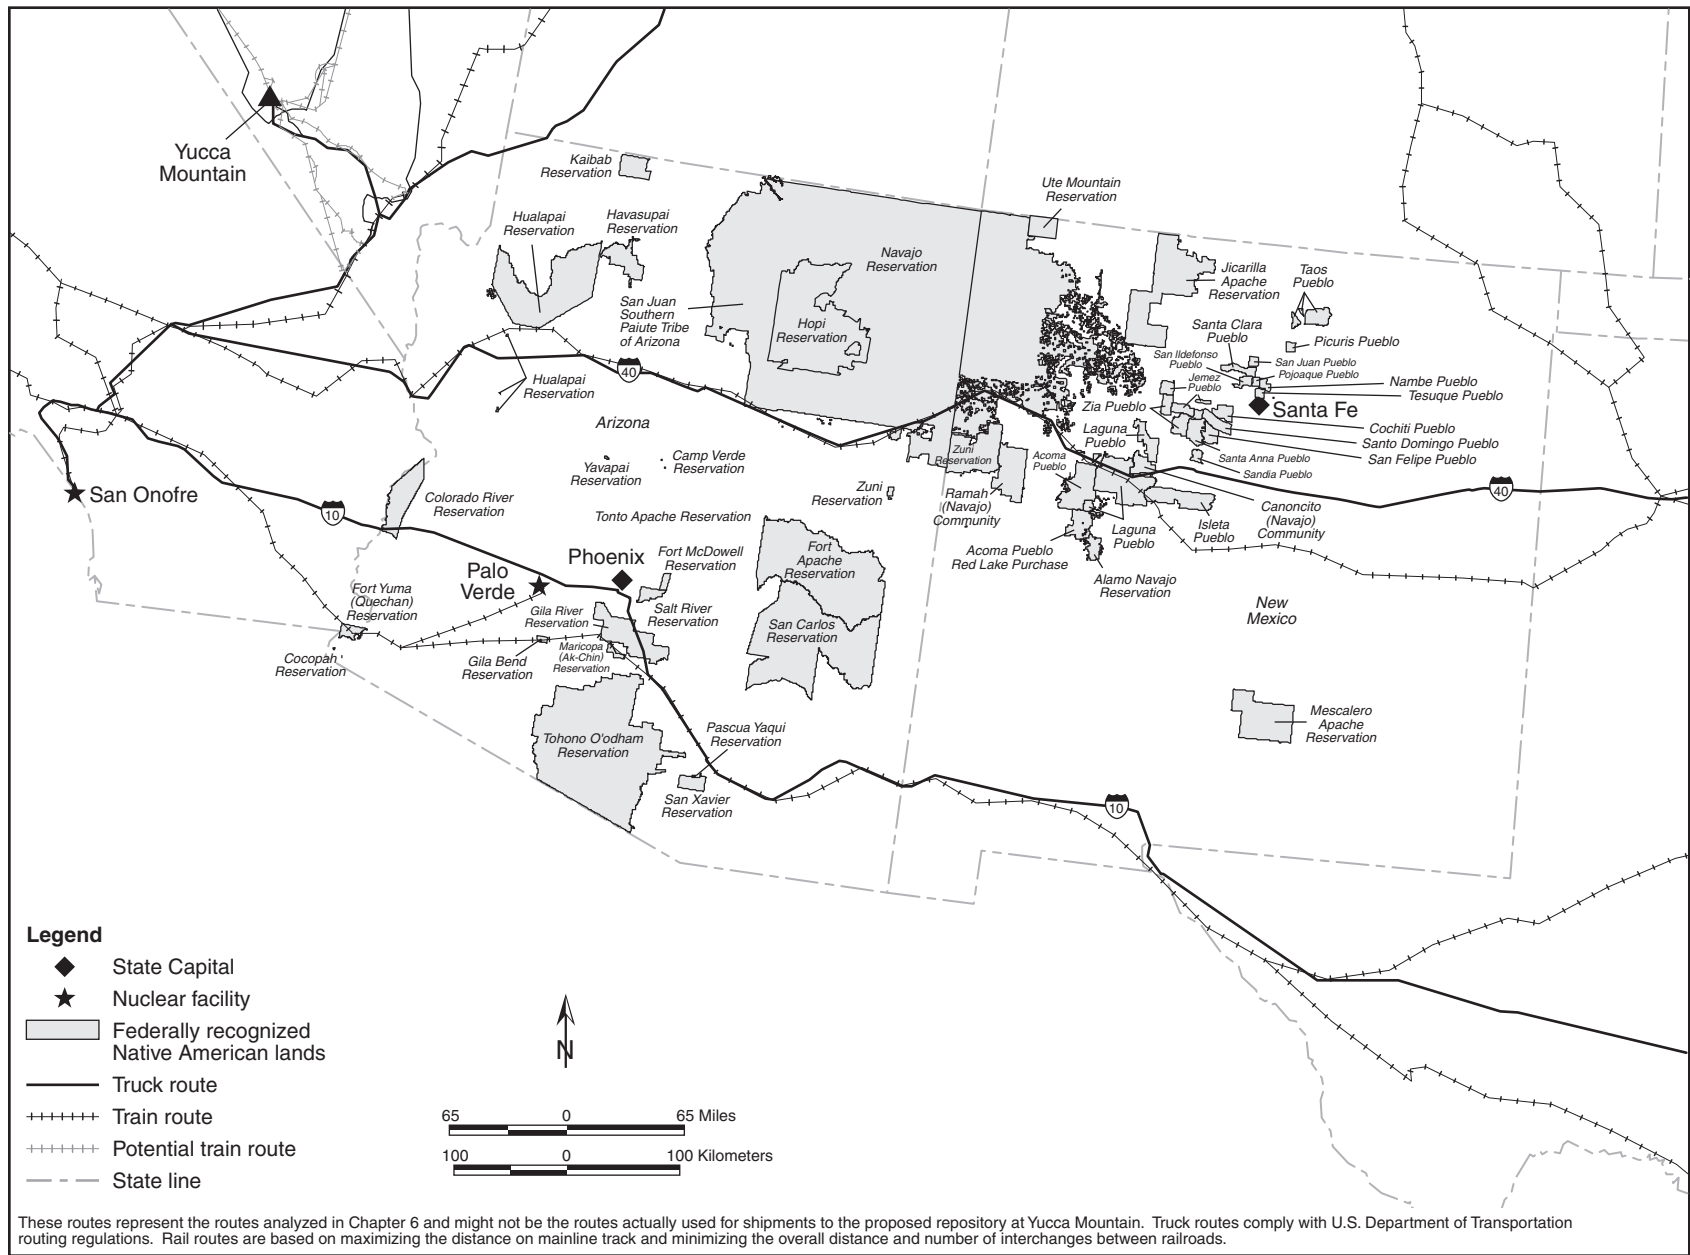 Yucca
Mountain
Kaibab
Reservation
Ute Mountain
Reservation
Hualapai
Reservation
Havasupai
Reservation
Navajo
Reservation
San Juan
Southern
Paiute Tribe
of Arizona
Hopi
Reservation
Jicarilla
Apache
Reservation
Taos
Pueblo
Santa Clara
Pueblo
Picuris Pueblo
San Ildefonso
Pueblo
San Juan Pueblo
Pojoaque Pueblo
Jemez
Pueblo
Nambe Pueblo
Tesuque Pueblo
Zia Pueblo
Santa Fe
40
Hualapai
Reservation
Arizona
Laguna
Pueblo
Cochiti Pueblo
Santo Domingo Pueblo
San Felipe Pueblo
Santa Anna Pueblo
Sandia Pueblo
Yavapai
Reservation
Camp Verde
Reservation
Zuni
Reservation
Acoma
Pueblo
San Onofre
10
Colorado River
Reservation
Zuni
Reservation
Ramah
(Navajo)
Community
40
Tonto Apache Reservation
Isleta
Pueblo
Canoncito
(Navajo)
Community
Laguna
Pueblo
Acoma Pueblo
Red Lake Purchase
Alamo Navajo
Reservation
Palo
Verde
Phoenix
Fort McDowell
Reservation
Fort
Apache
Reservation
Fort Yuma
(Quechan)
Reservation
Gila River
Reservation
Salt River
Reservation
San Carlos
Reservation
New
Mexico
Cocopah
Reservation
Gila Bend
Reservation
Maricopa
(Ak-Chin)
Reservation
Tohono O'odham
Reservation
Pascua Yaqui
Reservation
San Xavier
Reservation
Mescalero
Apache
Reservation
10
Legend
State Capital
Nuclear facility
Federally recognized
Native American lands
Truck route
Train route
Potential train route
State line
N
65 0 65 Miles
100 0 100 Kilometers
These routes represent the routes analyzed in Chapter 6 and might not be the routes actually used for shipments to the proposed repository at Yucca Mountain. Truck routes comply with U.S. Department of Transportation
routing regulations. Rail routes are based on maximizing the distance on mainline track and minimizing the overall distance and number of interchanges between railroads.